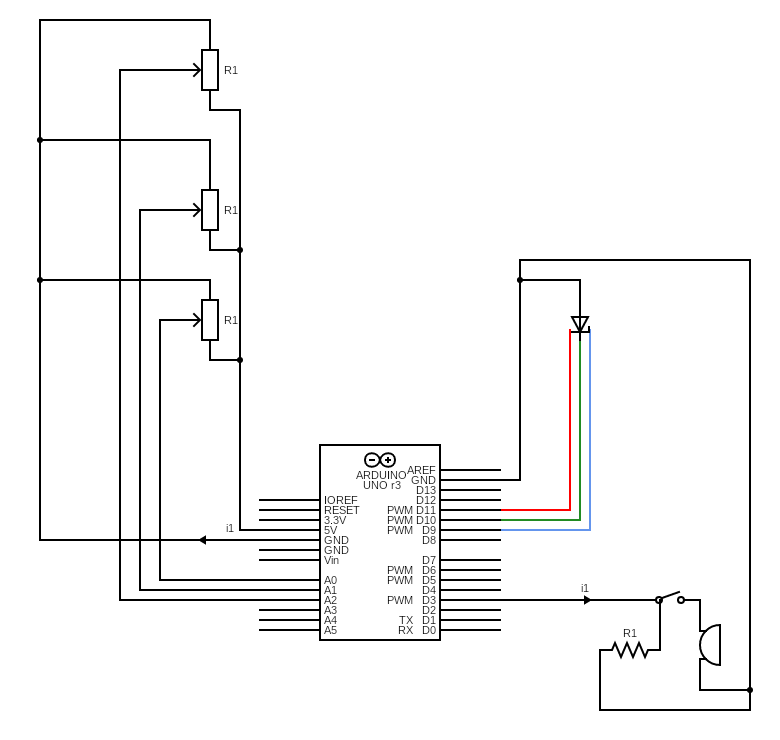 R1
R1
R1
i1
ARDUINO
UNO r3
IOREF
RESET
3.3V
5V
GND
GND
Vin
A0
A1
A2
A3
A4
A5
AREF
GND
D13
D12
PWM D11
PWM D10
PWM D9
D8
D7
PWM D6
PWM D5
D4
PWM D3
D2
TX D1
RX D0
i1
R1